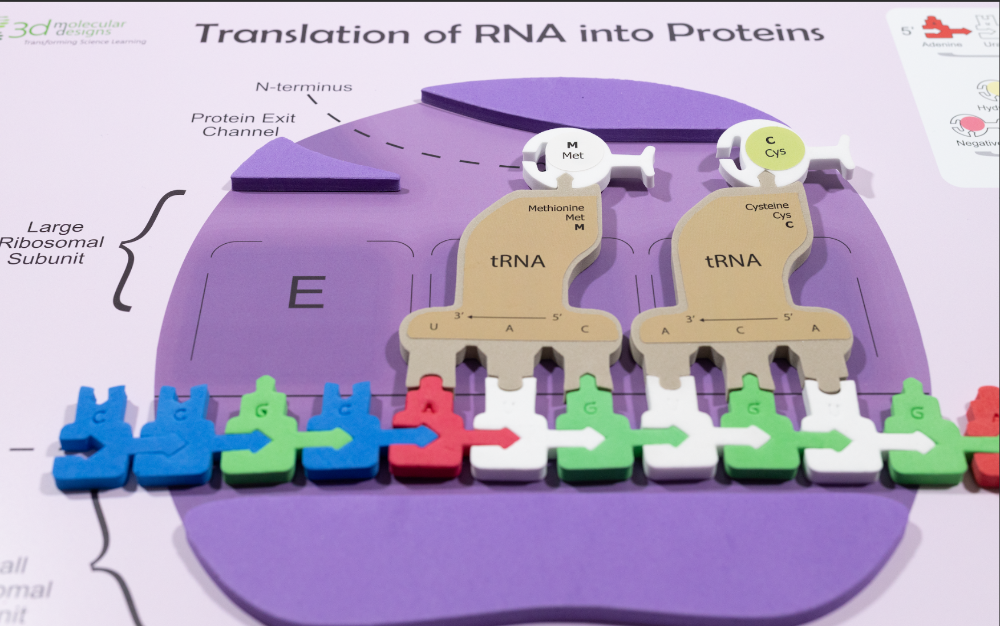 3d molecular designs
Transforming Science Learning
Translation of RNA into Proteins
5'
Adenine
N-terminus
Protein Exit
Channel
Negative
M
Met
C
Cys
Methionine
Met
M
Cysteine
Cys
C
Large
Ribosomal
Subunit
E
tRNA
tRNA
3' 5'
U A C
3' 5'
A C A
C C G C A G G G